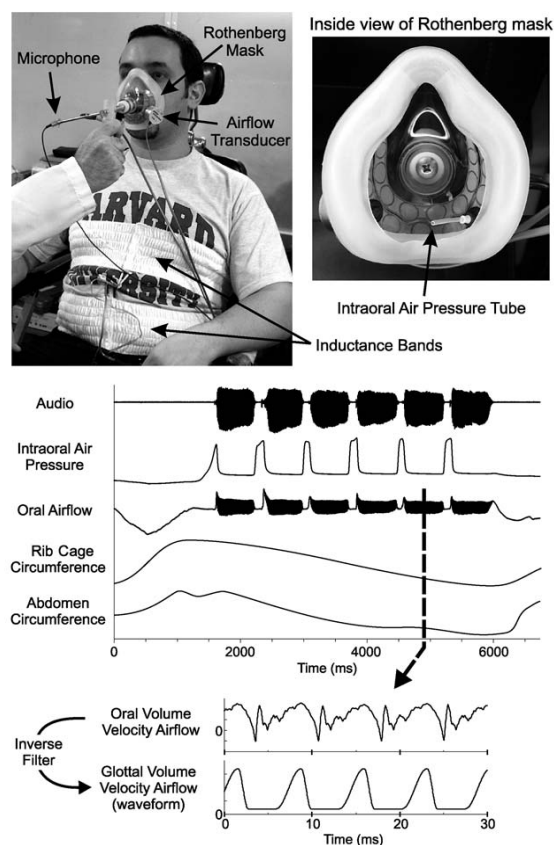 Microphone
Rothenberg
Mask
Airflow
Transducer
HARVARD
UNIVERSITY
Inside view of Rothenberg mask
Intraoral Air Pressure Tube
Inductance Bands
Audio
Intraoral Air
Pressure
Oral Airflow
Rib Cage
Circumference
Abdomen
Circumference
0
2000
4000
6000
Time (ms)
Inverse
Filter
Oral Volume
Velocity Airflow
0
Glottal Volume
Velocity Airflow
(waveform)
0
0
10
20
30
Time (ms)